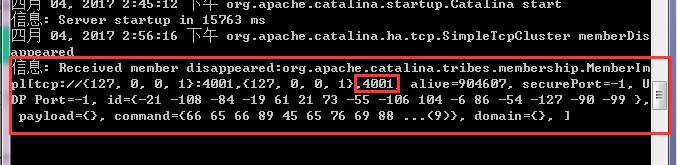 四月 04, 2017 2:45:12 下午 org.apache.catalina.startup.Catalina start
信息: Server startup in 15763 ms
四月 04, 2017 2:56:16 下午 org.apache.catalina.ha.tcp.SimpleTcpCluster memberDis
appeared
信息: Received member disappeared:org.apache.catalina.tribes.membership.MemberIm
pl[tcp://{127, 0, 0, 1}:4001,{127, 0, 0, 1},4001, alive=904607, securePort=-1, U
DP Port=-1, id={-21 -108 -84 -19 61 21 73 -55 -106 104 -6 86 -54 -127 -90 -99 },
payload={}, command={66 65 66 89 45 65 76 69 88 ...(9)}, domain={}, ]